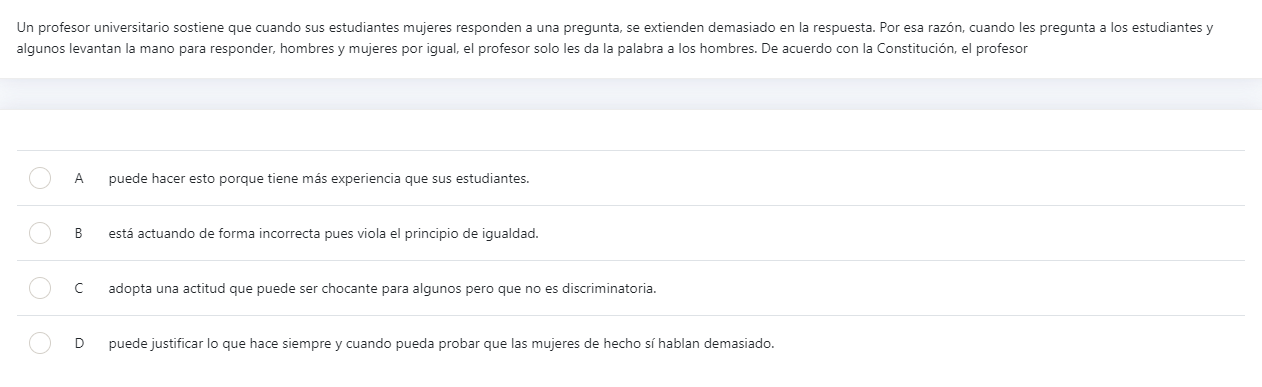 Un profesor universitario sostiene que cuando sus estudiantes mujeres responden a una pregunta, se extienden demasiado en la respuesta. Por esa razón, cuando les pregunta a los estudiantes y
algunos levantan la mano para responder, hombres y mujeres por igual, el profesor solo les da la palabra a los hombres. De acuerdo con la Constitución, el profesor
A puede hacer esto porque tiene más experiencia que sus estudiantes.
B está actuando de forma incorrecta pues viola el principio de igualdad.
C adopta una actitud que puede ser chocante para algunos pero que no es discriminatoria.
D puede justificar lo que hace siempre y cuando pueda probar que las mujeres de hecho sí hablan demasiado.